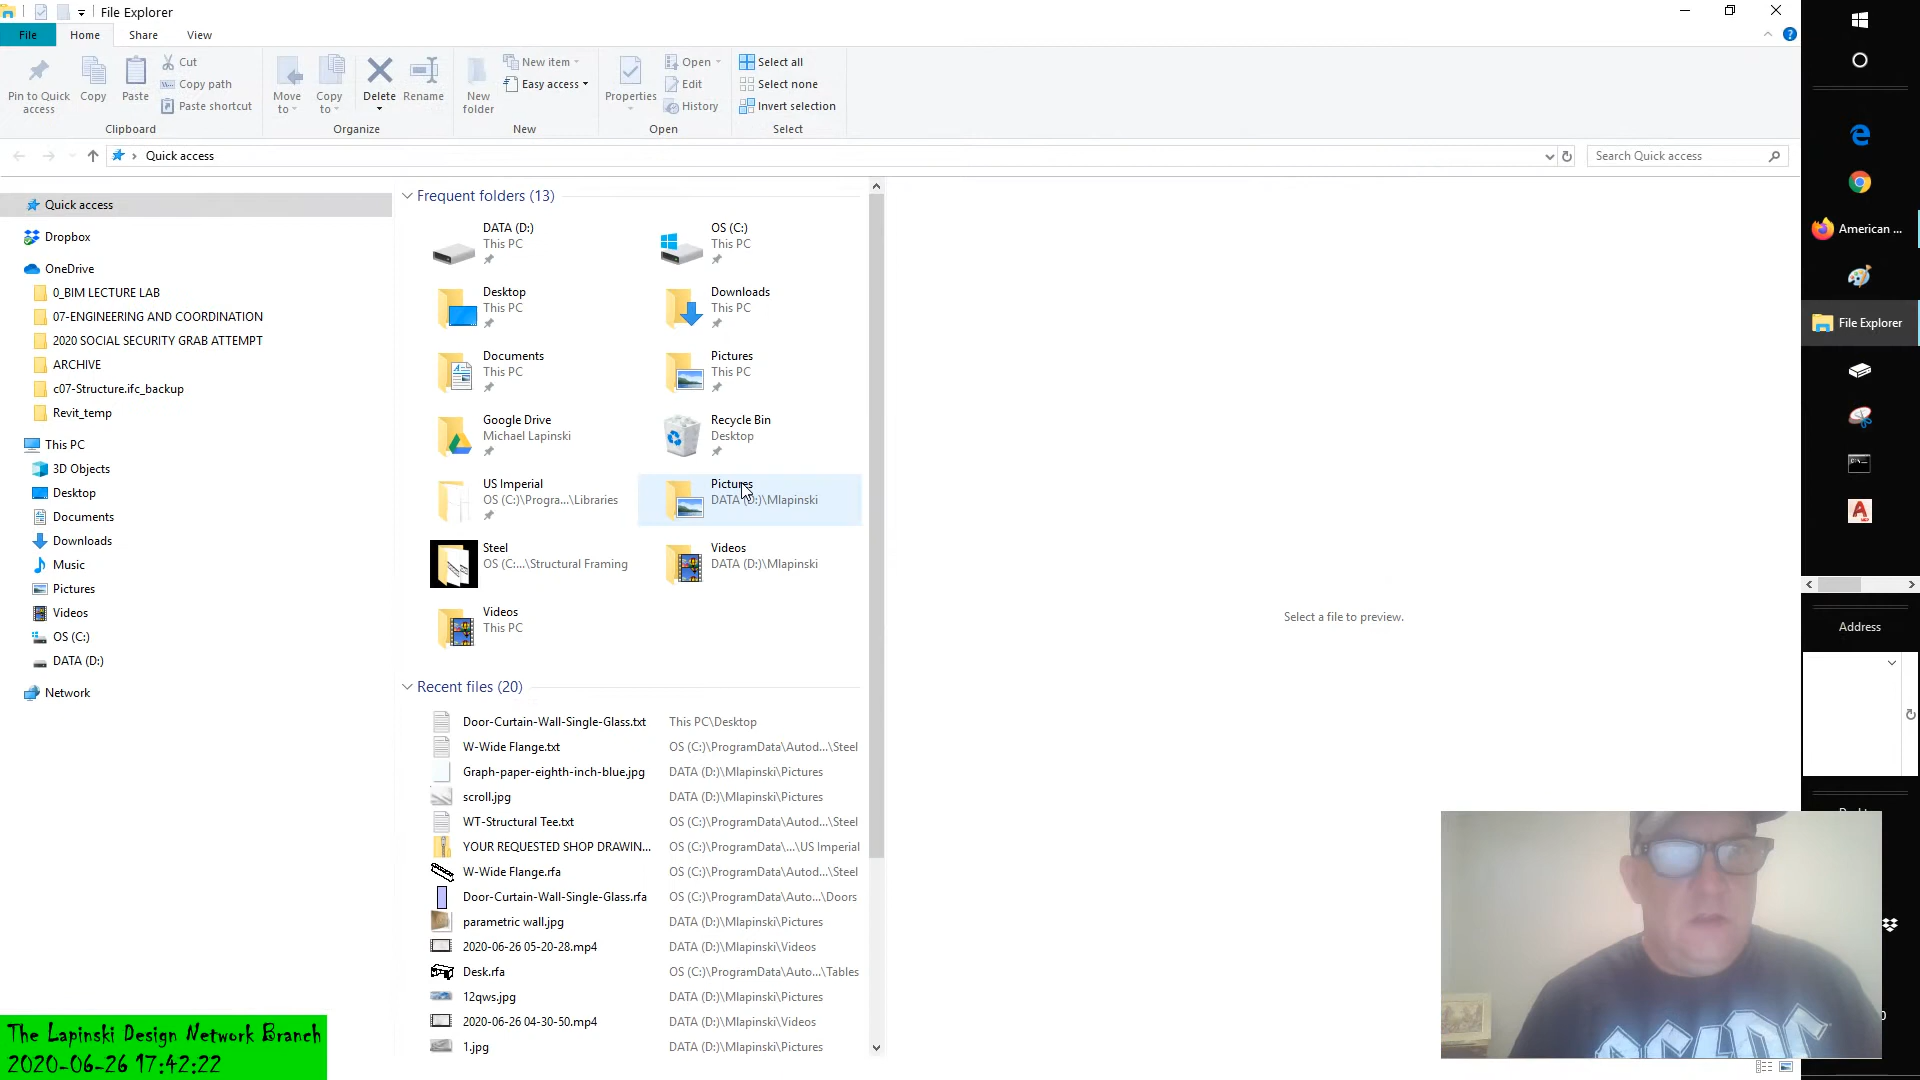 File Explorer
File
Home
Share
View
Pin to Quick access
Copy
Paste
Cut
Copy path
Paste shortcut
Clipboard
Move to
Copy to
Delete
Rename
Organize
New folder
New item
Easy access
New
Properties
Open
Edit
History
Open
Select all
Select none
Invert selection
Select
Quick access
Search Quick access
Quick access
Dropbox
OneDrive
0_BIM LECTURE LAB
07-ENGINEERING AND COORDINATION
2020 SOCIAL SECURITY GRAB ATTEMPT
ARCHIVE
c07-Structure.ifc_backup
Revit_temp
This PC
3D Objects
Desktop
Documents
Downloads
Music
Pictures
Videos
OS (C:)
DATA (D:)
Network
Frequent folders (13)
DATA (D:)
This PC
OS (C:)
This PC
Desktop
This PC
Downloads
This PC
Documents
This PC
Pictures
This PC
Google Drive
Michael Lapinski
Recycle Bin
Desktop
US Imperial
OS (C:)\Progra...\Libraries
Pictures
DATA (D:)\Mlapinski
Steel
OS (C:...\Structural Framing
Videos
DATA (D:)\Mlapinski
Videos
This PC
Recent files (20)
Door-Curtain-Wall-Single-Glass.txt This PC\Desktop
W-Wide Flange.txt OS (C:)\ProgramData\Autod...\Steel
Graph-paper-eighth-inch-blue.jpg DATA (D:)\Mlapinski\Pictures
scroll.jpg DATA (D:)\Mlapinski\Pictures
WT-Structural Tee.txt OS (C:)\ProgramData\Autod...\Steel
YOUR REQUESTED SHOP DRAWIN... OS (C:)\ProgramData\...\US Imperial
W-Wide Flange.rfa OS (C:)\ProgramData\Autod...\Steel
Door-Curtain-Wall-Single-Glass.rfa OS (C:)\ProgramData\Auto...\Doors
parametric wall.jpg DATA (D:)\Mlapinski\Pictures
2020-06-26 05-20-28.mp4 DATA (D:)\Mlapinski\Videos
Desk.rfa OS (C:)\ProgramData\Auto...\Tables
12qws.jpg DATA (D:)\Mlapinski\Pictures
2020-06-26 04-30-50.mp4 DATA (D:)\Mlapinski\Videos
1.jpg DATA (D:)\Mlapinski\Pictures
Select a file to preview.
American ...
File Explorer
Address
AC/DC
The Lapinski Design Network Branch
2020-06-26 17:42:22